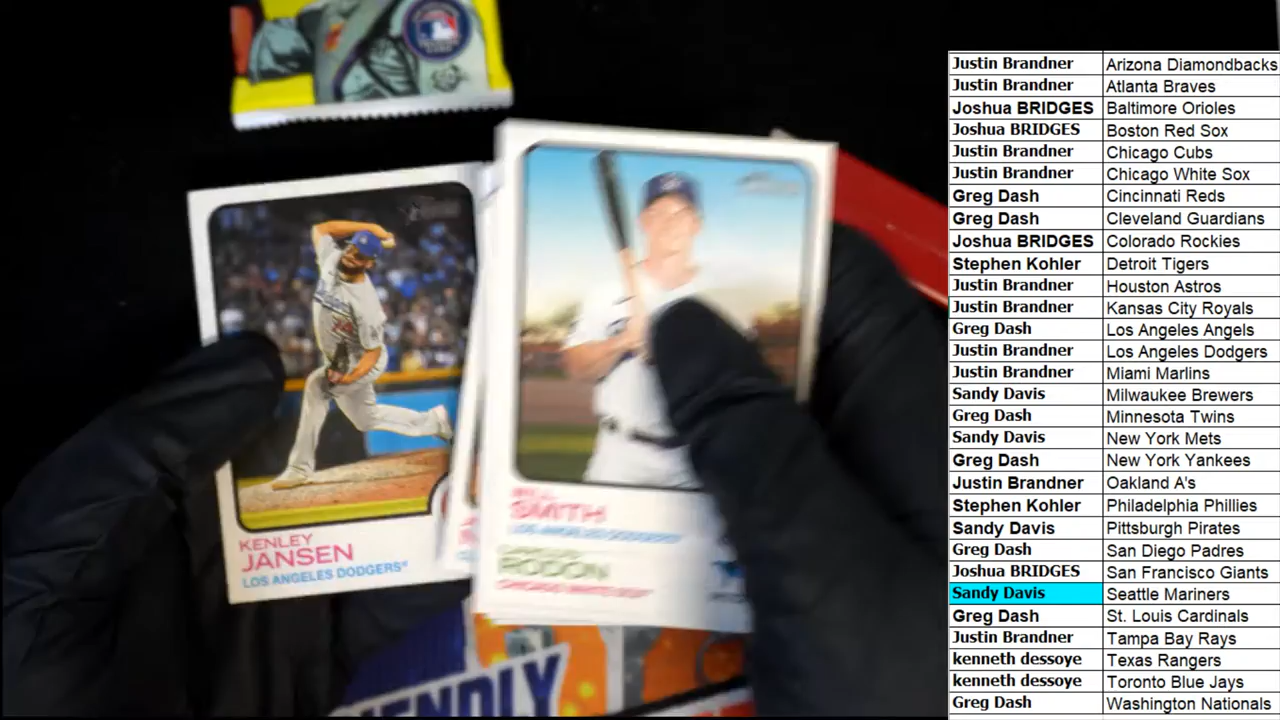 KENLEY
JANSEN
LOS ANGELES DODGERS
SMITH
LOS ANGELES DODGERS
RODON
CHICAGO WHITE SOX
Justin Brandner Arizona Diamondbacks
Justin Brandner Atlanta Braves
Joshua BRIDGES Baltimore Orioles
Joshua BRIDGES Boston Red Sox
Justin Brandner Chicago Cubs
Justin Brandner Chicago White Sox
Greg Dash Cincinnati Reds
Greg Dash Cleveland Guardians
Joshua BRIDGES Colorado Rockies
Stephen Kohler Detroit Tigers
Justin Brandner Houston Astros
Justin Brandner Kansas City Royals
Greg Dash Los Angeles Angels
Justin Brandner Los Angeles Dodgers
Justin Brandner Miami Marlins
Sandy Davis Milwaukee Brewers
Greg Dash Minnesota Twins
Sandy Davis New York Mets
Greg Dash New York Yankees
Justin Brandner Oakland A's
Stephen Kohler Philadelphia Phillies
Sandy Davis Pittsburgh Pirates
Greg Dash San Diego Padres
Joshua BRIDGES San Francisco Giants
Sandy Davis Seattle Mariners
Greg Dash St. Louis Cardinals
Justin Brandner Tampa Bay Rays
kenneth dessoye Texas Rangers
kenneth dessoye Toronto Blue Jays
Greg Dash Washington Nationals